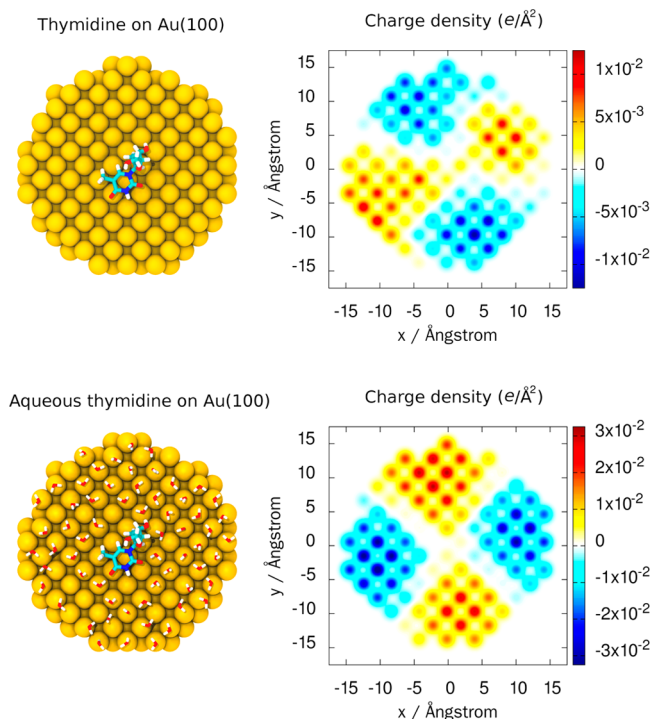 Thymidine on Au(100)
Charge density (e/Å²)
15
10
5
0
-5
-10
-15
y / Ångstrom
-15 -10 -5 0 5 10 15
x / Ångstrom
1x10⁻²
5x10⁻³
0
-5x10⁻³
-1x10⁻²
Aqueous thymidine on Au(100)
Charge density (e/Å²)
15
10
5
0
-5
-10
-15
y / Ångstrom
-15 -10 -5 0 5 10 15
x / Ångstrom
3x10⁻²
2x10⁻²
1x10⁻²
0
-1x10⁻²
-2x10⁻²
-3x10⁻²